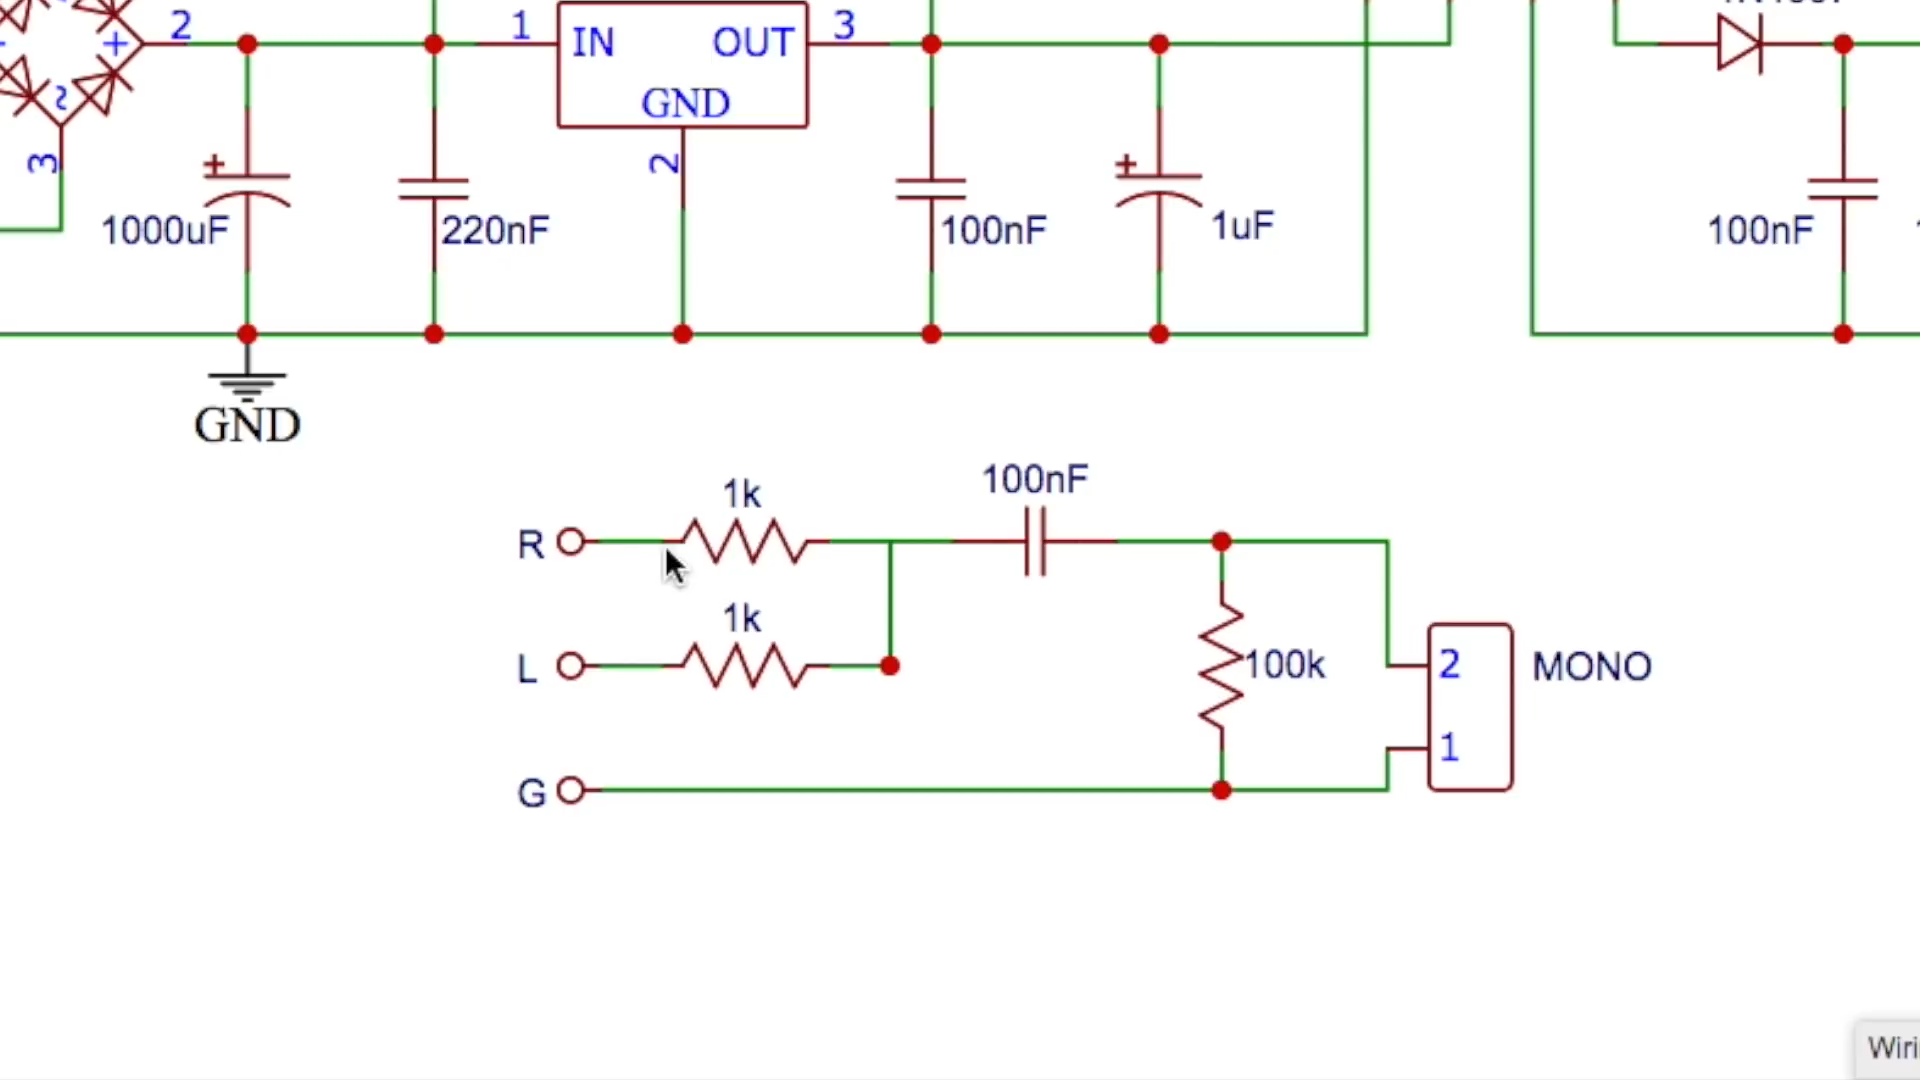 2
+
~
3
+
1000uF
220nF
1
IN
OUT
GND
3
2
100nF
+
1uF
100nF
GND
1k
100nF
R
1k
L
100k
2
MONO
1
G